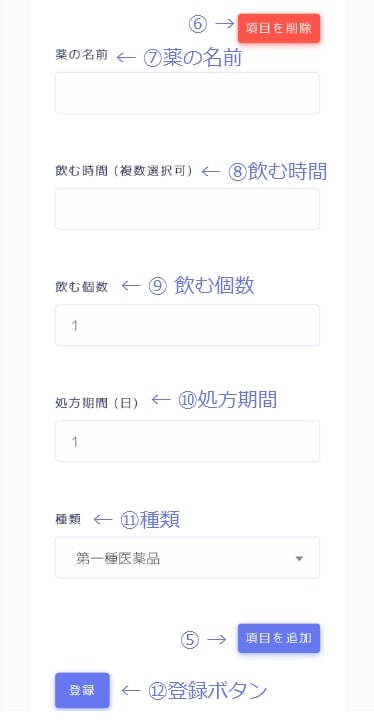 ⑥ → 項目を削除
薬の名前 ← ⑦薬の名前
飲む時間 (複数選択可) ← ⑧飲む時間
飲む個数 ← ⑨ 飲む個数
1
処方期間 (日) ← ⑩処方期間
1
種類 ← ⑪種類
第一種医薬品
⑤ → 項目を追加
登録 ← ⑫登録ボタン